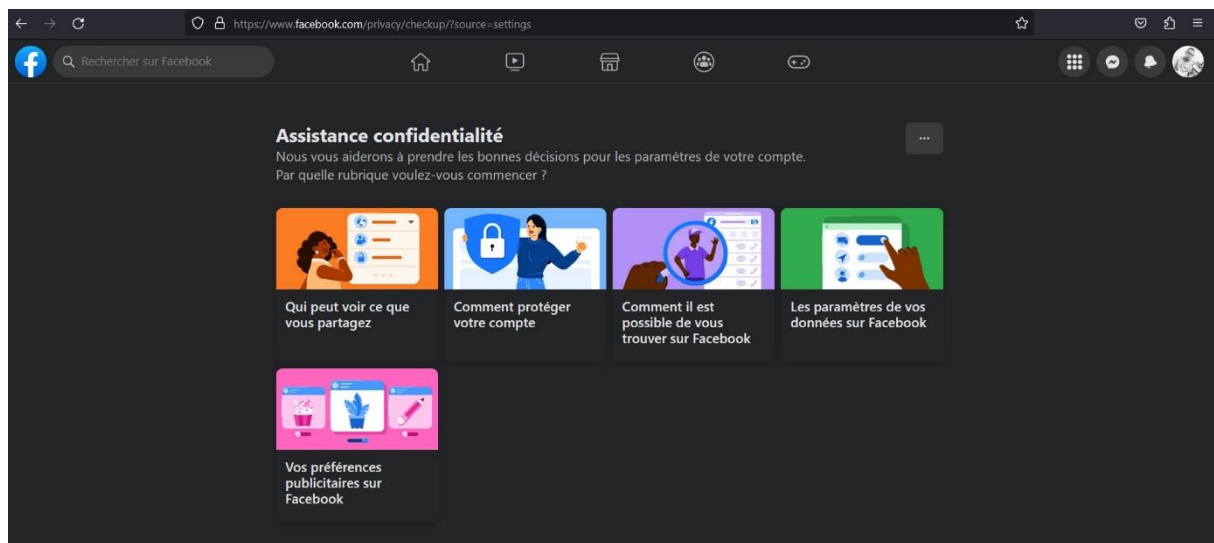 https://www.facebook.com/privacy/checkup/?source=settings
Rechercher sur Facebook
Assistance confidentialité
Nous vous aiderons à prendre les bonnes décisions pour les paramètres de votre compte.
Par quelle rubrique voulez-vous commencer ?
Qui peut voir ce que
vous partagez
Comment protéger
votre compte
Comment il est
possible de vous
trouver sur Facebook
Les paramètres de vos
données sur Facebook
Vos préférences
publicitaires sur
Facebook